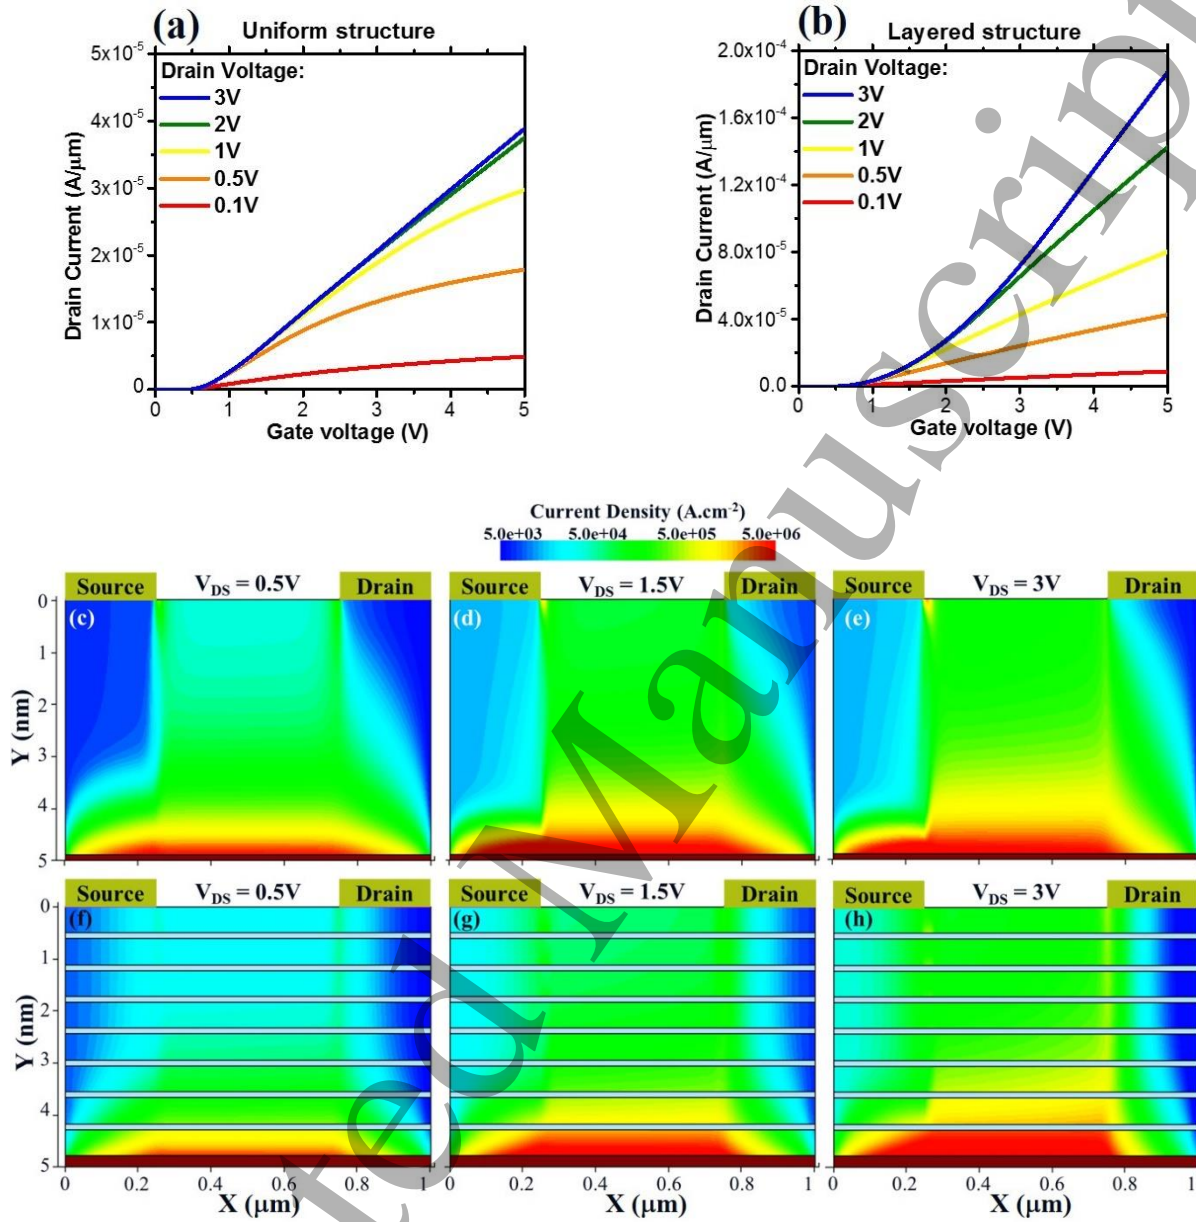 (a) Uniform structure
5x10-5
Drain Voltage:
3V
4x10-5
2V
1V
3x10-5
0.5V
0.1V
2x10-5
1x10-5
0
Drain Current (A/μm)
0 1 2 3 4 5
Gate voltage (V)
(b) Layered structure
2.0x10-4
Drain Voltage:
3V
1.6x10-4
2V
1V
1.2x10-4
0.5V
0.1V
8.0x10-5
4.0x10-5
0.0
Drain Current (A/μm)
0 1 2 3 4 5
Gate voltage (V)
Current Density (A.cm-2)
5.0e+03 5.0e+04 5.0e+05 5.0e+06
Source VDS = 0.5V Drain
(c)
Source VDS = 1.5V Drain
(d)
Source VDS = 3V Drain
(e)
0
1
2
3
4
5
Y (nm)
Source VDS = 0.5V Drain
(f)
Source VDS = 1.5V Drain
(g)
Source VDS = 3V Drain
(h)
0
1
2
3
4
5
Y (nm)
0 0.2 0.4 0.6 0.8 1
X (μm)
0 0.2 0.4 0.6 0.8 1
X (μm)
0 0.2 0.4 0.6 0.8 1
X (μm)
ted Manuscrip